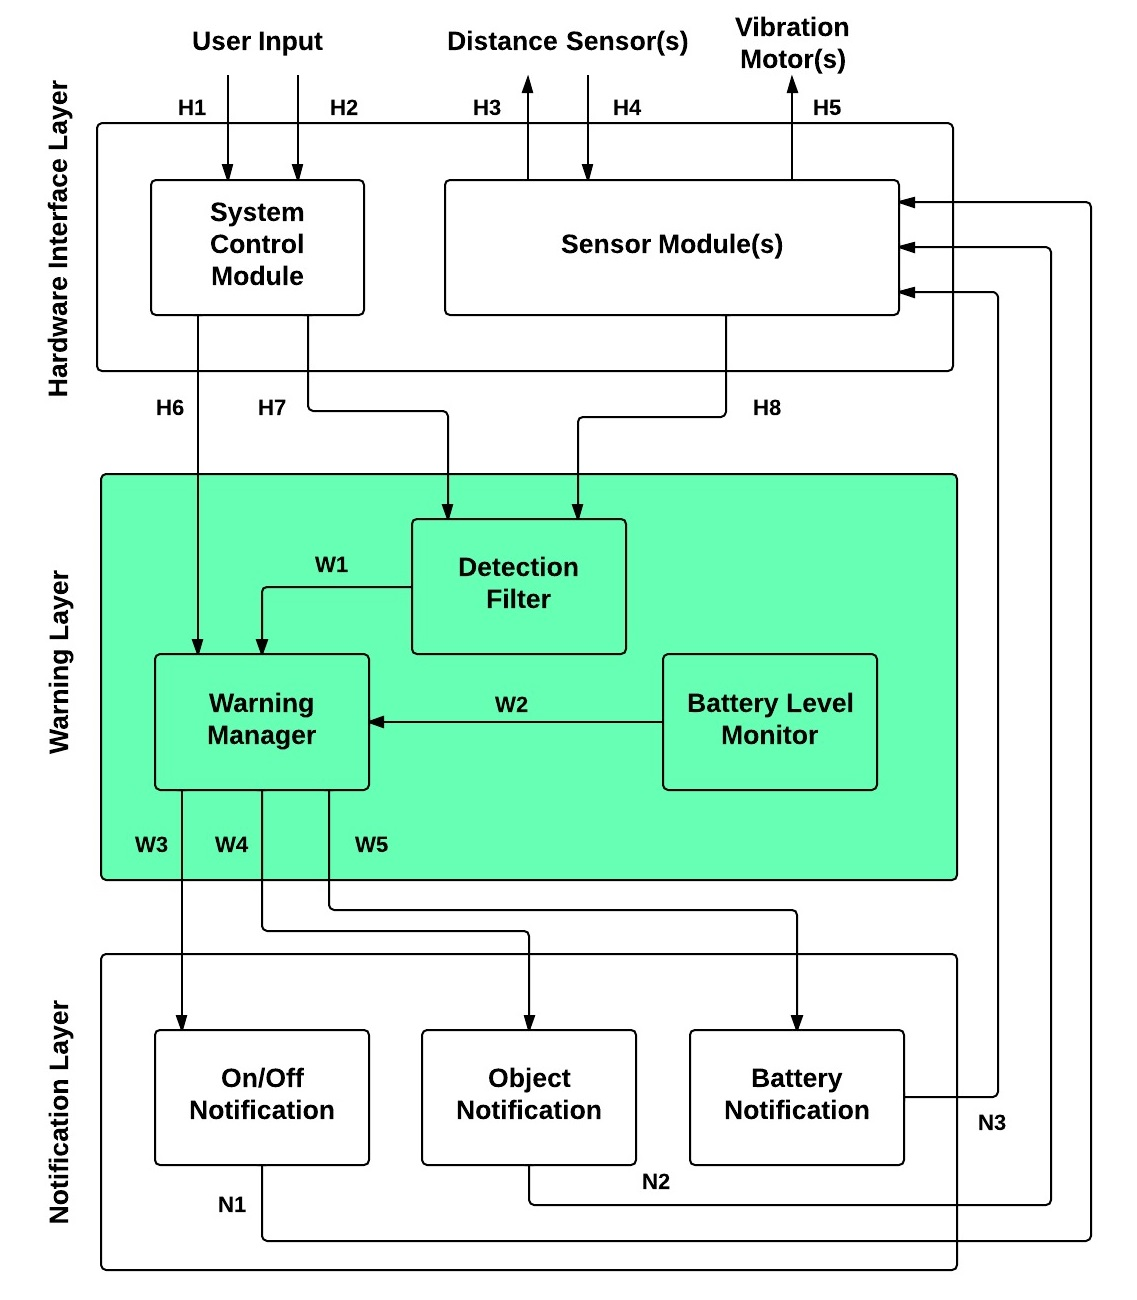 User Input
Distance Sensor(s)
Vibration
Motor(s)
H1
H2
H3
H4
H5
Hardware Interface Layer
System
Control
Module
Sensor Module(s)
H6
H7
H8
Warning Layer
W1
Detection
Filter
Warning
Manager
W2
Battery Level
Monitor
W3
W4
W5
Notification Layer
On/Off
Notification
Object
Notification
Battery
Notification
N3
N2
N1